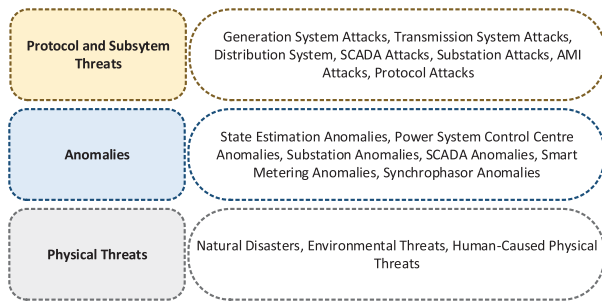 Protocol and Subsytem
Threats
Generation System Attacks, Transmission System Attacks,
Distribution System, SCADA Attacks, Substation Attacks, AMI
Attacks, Protocol Attacks
Anomalies
State Estimation Anomalies, Power System Control Centre
Anomalies, Substation Anomalies, SCADA Anomalies, Smart
Metering Anomalies, Synchrophasor Anomalies
Physical Threats
Natural Disasters, Environmental Threats, Human-Caused Physical
Threats